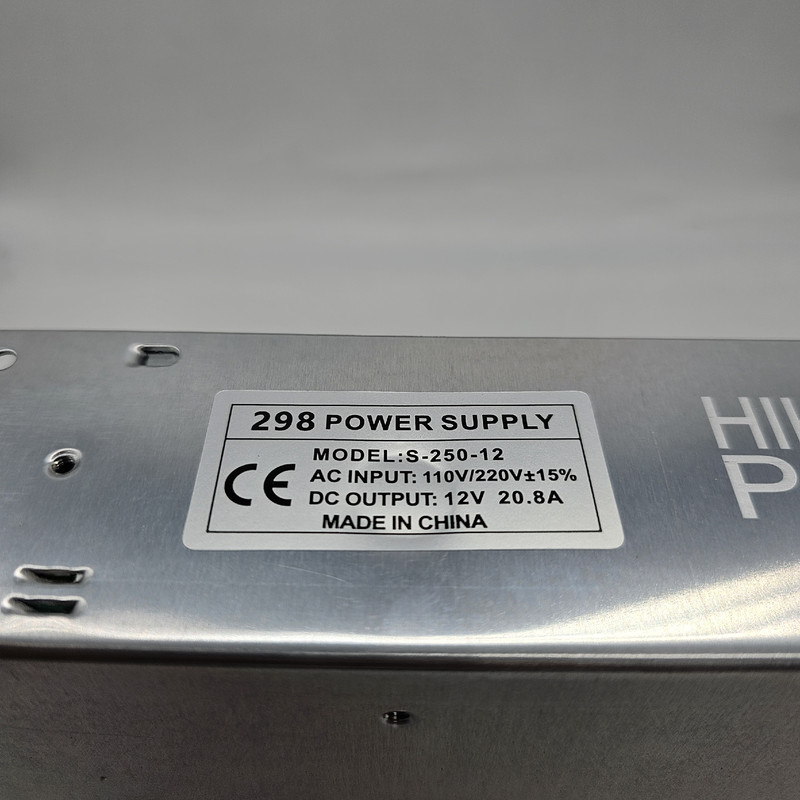 298 POWER SUPPLY
MODEL:S-250-12
CE
AC INPUT: 110V/220V±15%
DC OUTPUT: 12V 20.8A
MADE IN CHINA